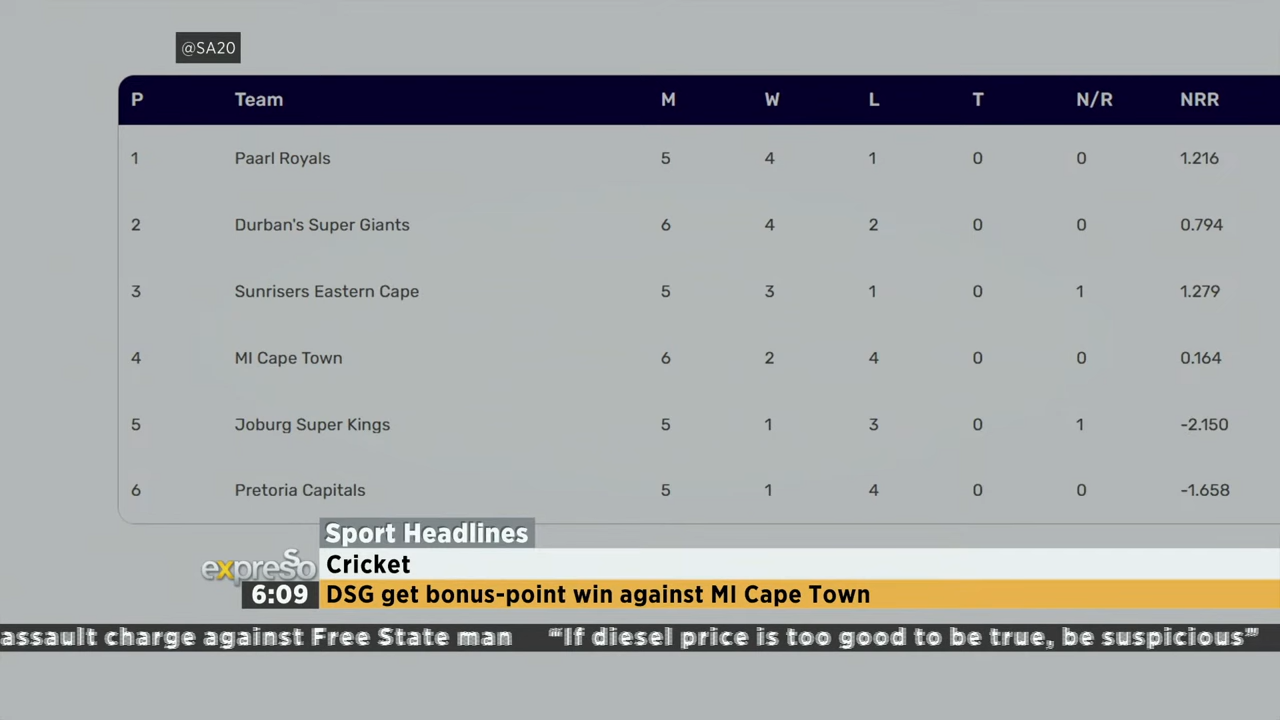 @SA20
P Team M W L T N/R NRR
1 Paarl Royals 5 4 1 0 0 1.216
2 Durban's Super Giants 6 4 2 0 0 0.794
3 Sunrisers Eastern Cape 5 3 1 0 1 1.279
4 MI Cape Town 6 2 4 0 0 0.164
5 Joburg Super Kings 5 1 3 0 1 -2.150
6 Pretoria Capitals 5 1 4 0 0 -1.658
Sport Headlines
expresso
Cricket
6:09
DSG get bonus-point win against MI Cape Town
assault charge against Free State man "If diesel price is too good to be true, be suspicious"